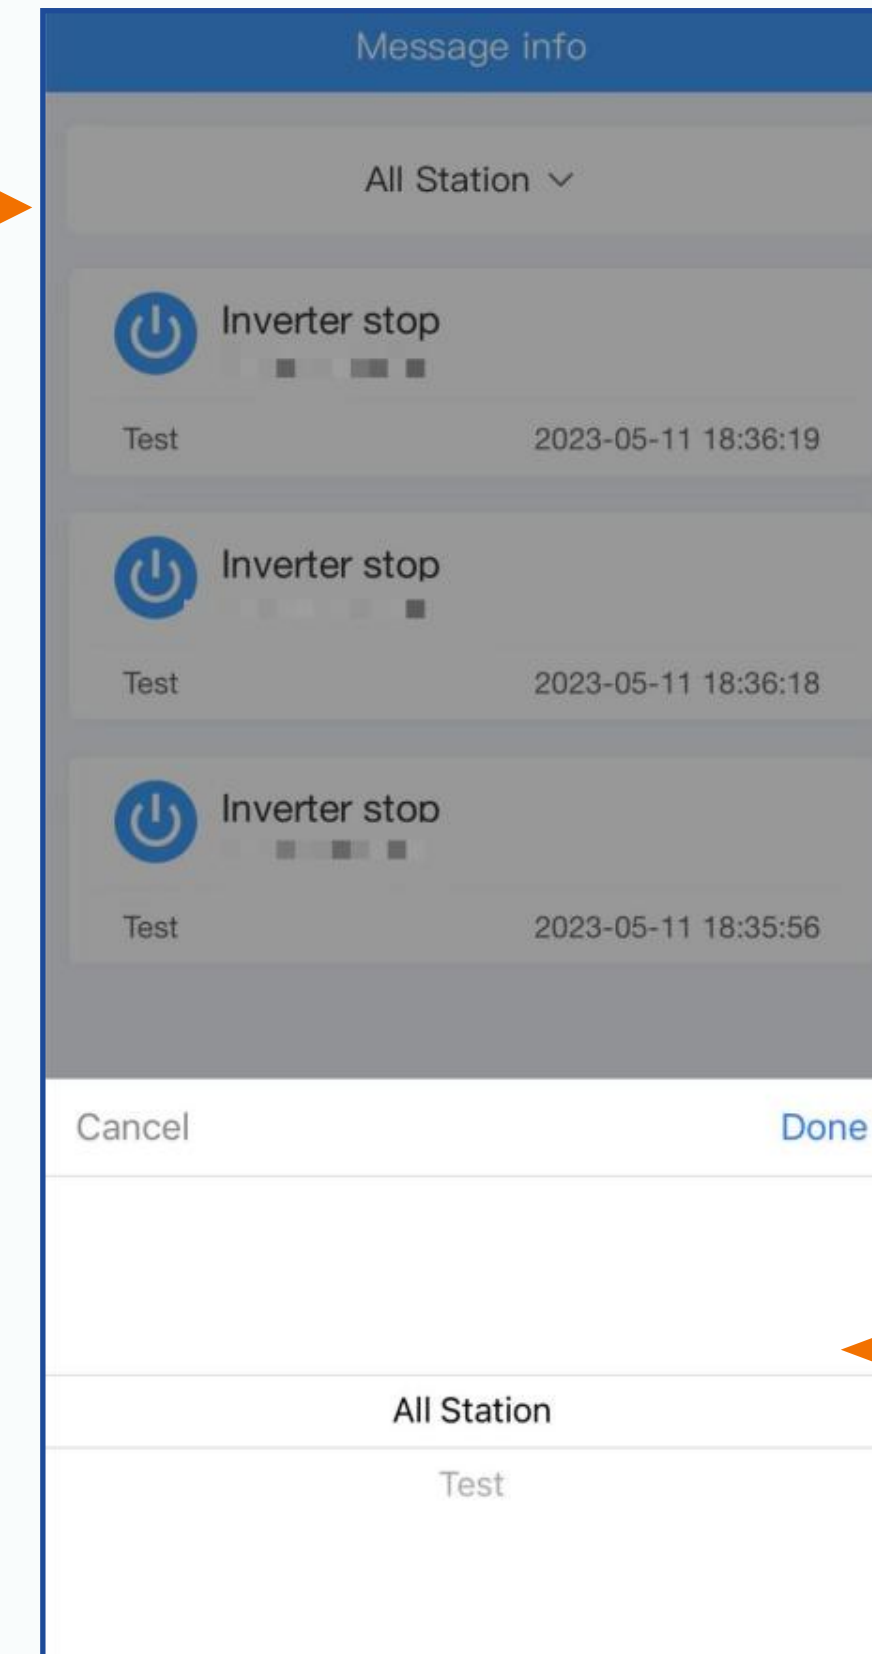 Message info
All Station
Inverter stop
Test 2023-05-11 18:36:19
Inverter stop
Test 2023-05-11 18:36:18
Inverter stop
Test 2023-05-11 18:35:56
Cancel Done
All Station
Test